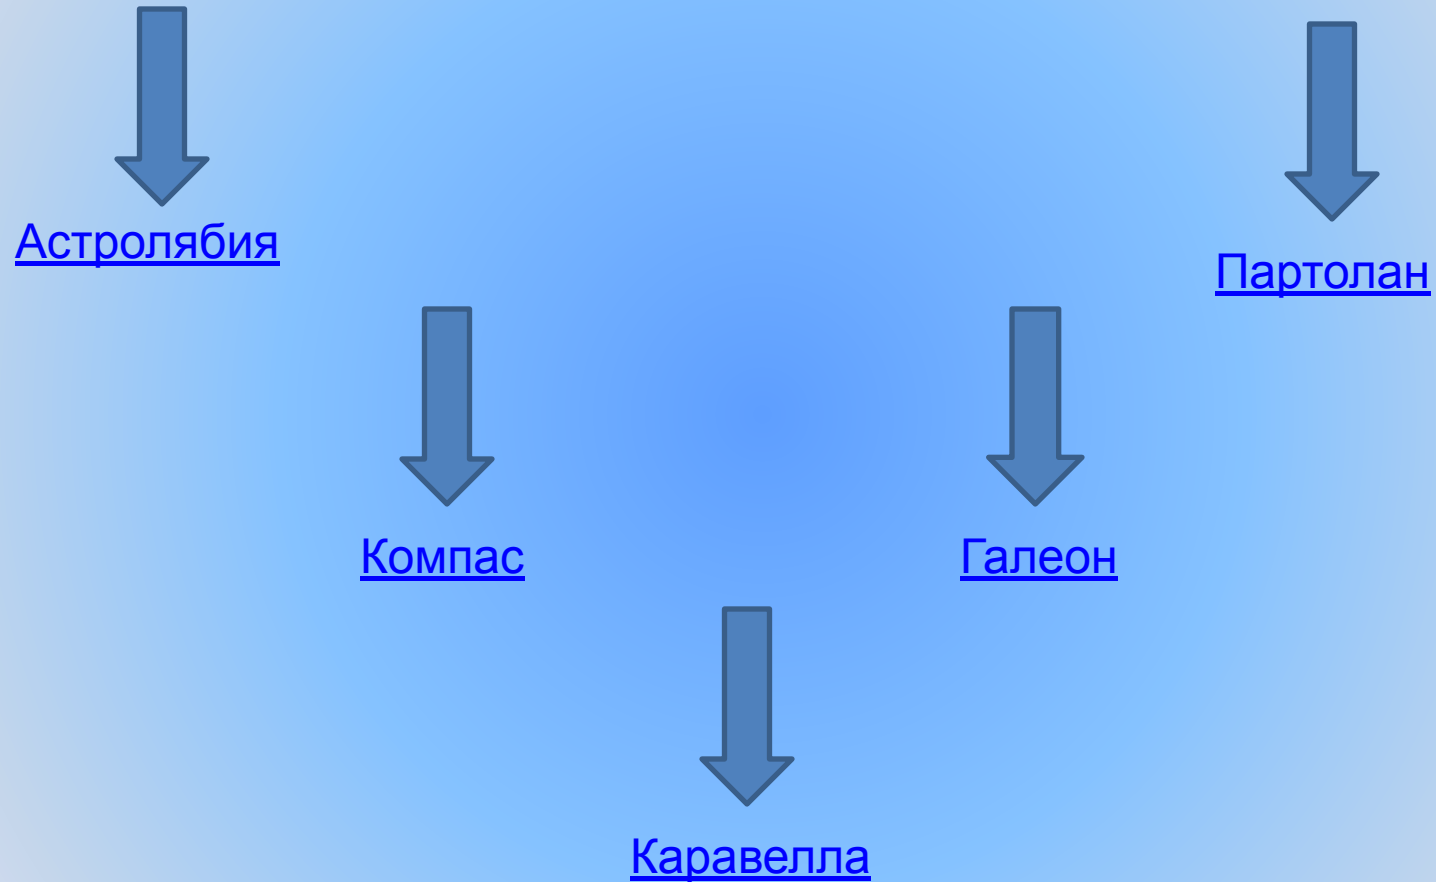 Астролябия
Партолан
Компас
Галеон
Каравелла